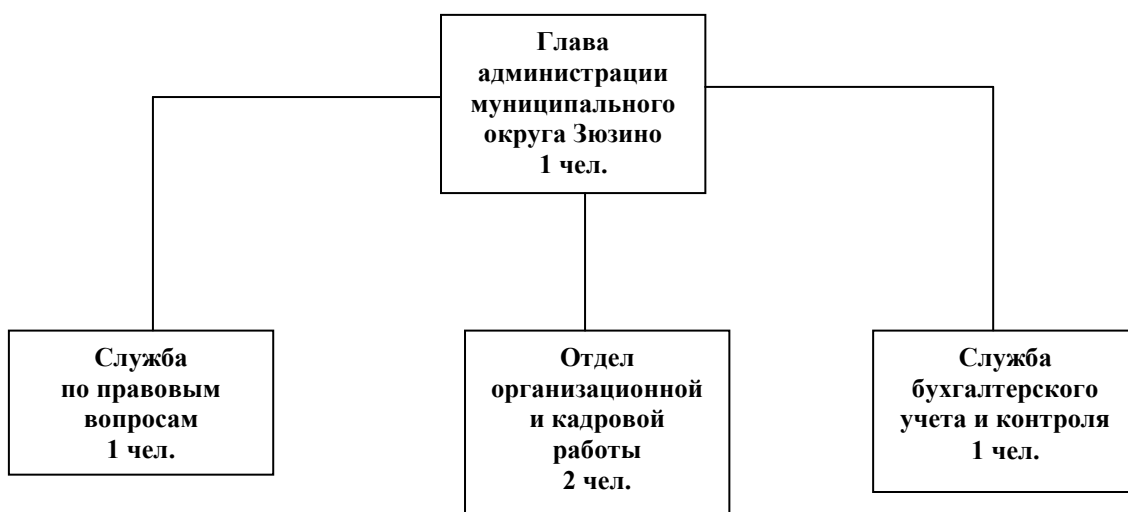 Глава
администрации
муниципального
округа Зюзино
1 чел.
Служба
по правовым
вопросам
1 чел.
Отдел
организационной
и кадровой
работы
2 чел.
Служба
бухгалтерского
учета и контроля
1 чел.